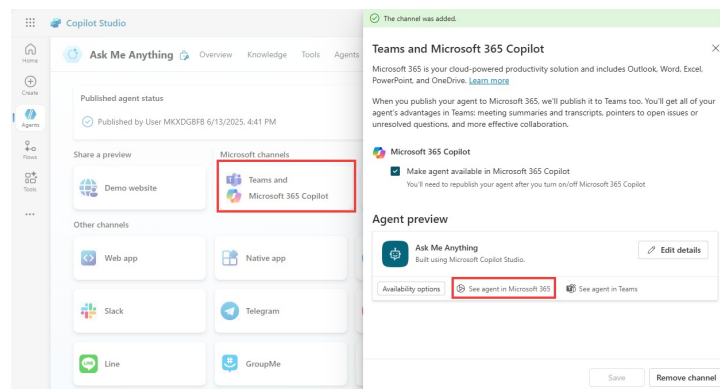 Copilot Studio
Home
Create
Agents
Flows
Tools
Ask Me Anything
Overview
Knowledge
Tools
Agents
Published agent status
Published by User MKXDGBFB 6/13/2025, 4:41 PM
Share a preview
Demo website
Microsoft channels
Teams and
Microsoft 365 Copilot
Other channels
Web app
Native app
Slack
Telegram
LINE
Line
GroupMe
The channel was added.
Teams and Microsoft 365 Copilot
Microsoft 365 is your cloud-powered productivity solution and includes Outlook, Word, Excel,
PowerPoint, and OneDrive. Learn more
When you publish your agent to Microsoft 365, we'll publish it to Teams too. You'll get all of your
agent's advantages in Teams: meeting summaries and transcripts, pointers to open issues or
unresolved questions, and more effective collaboration.
Microsoft 365 Copilot
Make agent available in Microsoft 365 Copilot
You'll need to republish your agent after you turn on/off Microsoft 365 Copilot
Agent preview
Ask Me Anything
Built using Microsoft Copilot Studio.
Edit details
Availability options
See agent in Microsoft 365
See agent in Teams
Save
Remove channel